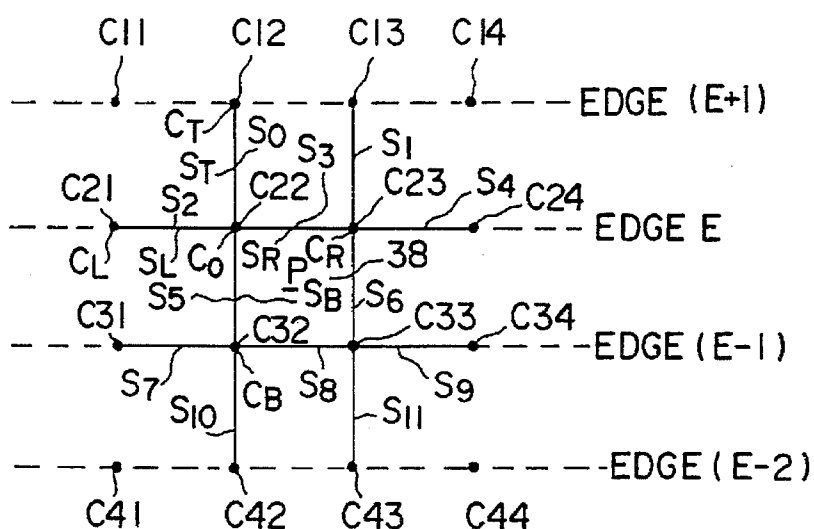 C11 C12 C13 C14
EDGE (E+1)
CT S0
S3 S1
ST
C21 S2 C22 C23 S4 C24
EDGE E
CL SL C0 SR CR 38
P
S5 SB S6
C31 C32 C33 C34
EDGE (E-1)
S7 CB S8 S9
S10 S11
EDGE (E-2)
C41 C42 C43 C44